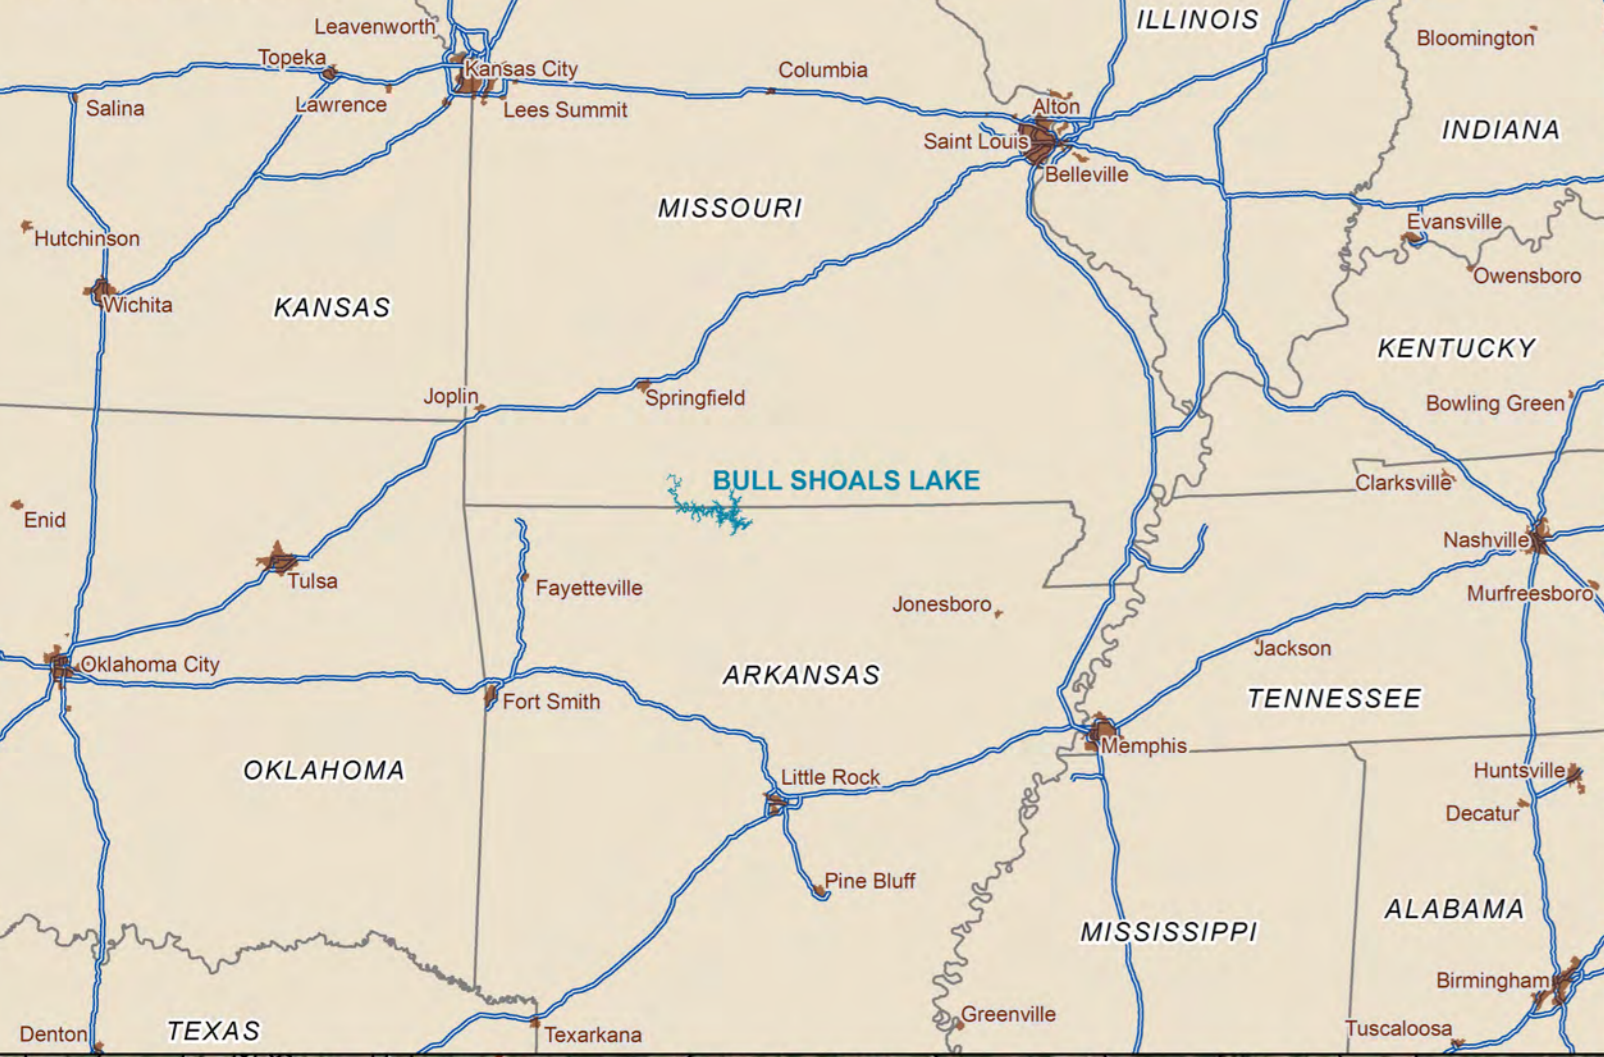 ILLINOIS
Leavenworth
Bloomington
Topeka
Kansas City
Columbia
Salina
Lawrence
Lees Summit
Alton
Saint Louis
INDIANA
Belleville
MISSOURI
Evansville
Hutchinson
Owensboro
Wichita
KANSAS
KENTUCKY
Joplin
Springfield
Bowling Green
BULL SHOALS LAKE
Clarksville
Enid
Nashville
Tulsa
Fayetteville
Jonesboro
Murfreesboro
Jackson
Oklahoma City
ARKANSAS
TENNESSEE
Fort Smith
Memphis
OKLAHOMA
Little Rock
Huntsville
Decatur
Pine Bluff
ALABAMA
MISSISSIPPI
Birmingham
Greenville
Denton
TEXAS
Texarkana
Tuscaloosa